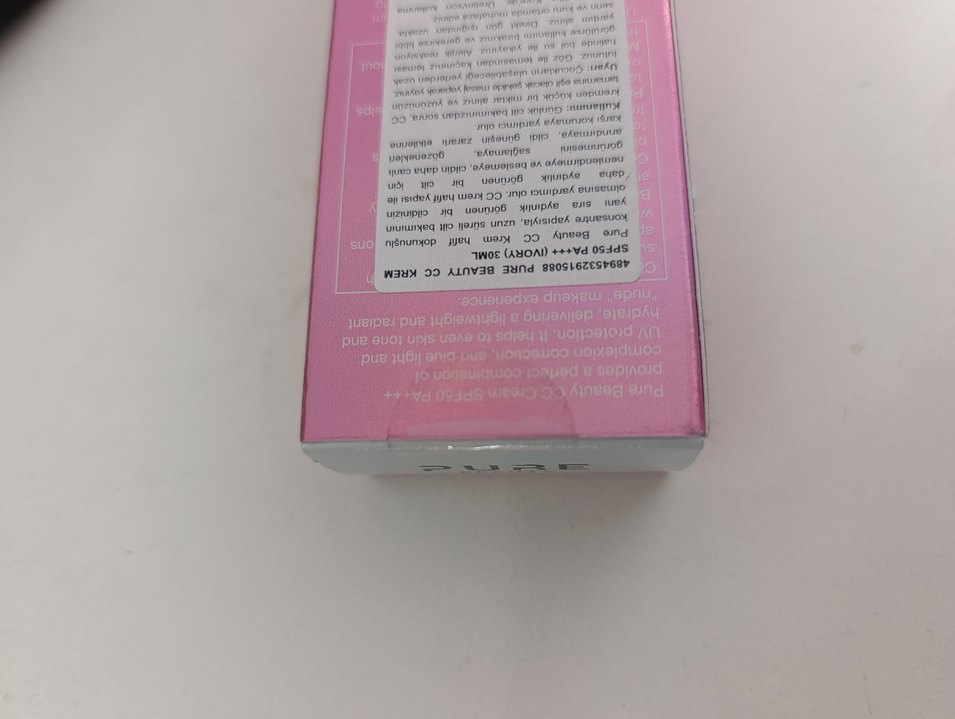 PURE
Pure Beauty CC Cream SPF50 PA+++
provides a perfect combination of
complexion correction, and blue light and
UV protection. It helps to even skin tone and
hydrate, delivering a lightweight and radiant
"nude" makeup experience.
4894532915088 PURE BEAUTY CC KREM
SPF50 PA+++ (IVORY) 30ML
Pure Beauty CC Krem hafif dokunuşlu
konsantre yapısıyla, uzun süreli cilt bakımının
yanı sıra aydınlık görünen bir cildinizin
olmasına yardımcı olur. CC krem hafif yapısı ile
daha aydınlık görünen bir cilt için
nemlendirmeye ve beslemeye, cildin daha canlı
görünmesini sağlamaya, gözenekleri
arındırmaya, cildi güneşin zararlı etkilerine
karşı korumaya yardımcı olur.
Kullanımı: Günlük cilt bakımınızdan sonra, CC
kremden küçük bir miktar alınız ve yüzünüzün
tamamına eşit olacak şekilde masaj yaparak yayınız.
Uyarı: Çocukların ulaşabileceği yerlerden uzak
tutunuz. Göz ile temasından kaçınınız teması
halinde bol su ile yıkayınız. Alerjik reaksiyon
görülürse kullanımı bırakınız ve gerekirse tıbbi
yardım alınız. Direkt gün ışığından uzakta,
serin ve kuru ortamda muhafaza ediniz.